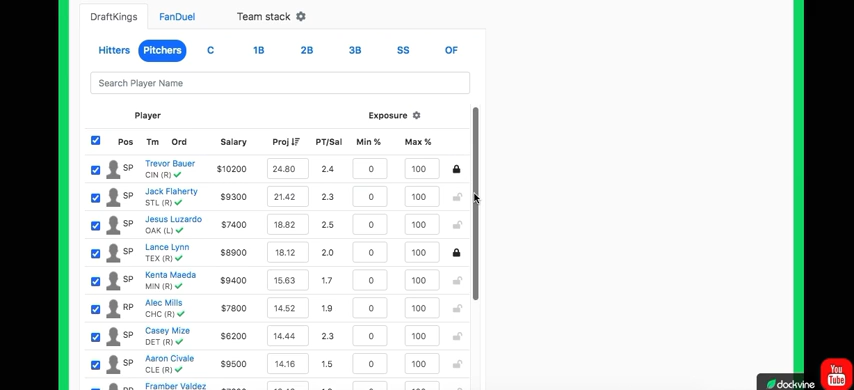 DraftKings FanDuel Team stack
Hitters Pitchers C 1B 2B 3B SS OF
Search Player Name
Player Exposure
Pos Tm Ord Salary Proj PT/Sal Min % Max %
SP Trevor Bauer CIN (R) $10200 24.80 2.4 0 100
SP Jack Flaherty STL (R) $9300 21.42 2.3 0 100
SP Jesus Luzardo OAK (L) $7400 18.82 2.5 0 100
SP Lance Lynn TEX (R) $8900 18.12 2.0 0 100
SP Kenta Maeda MIN (R) $9400 15.63 1.7 0 100
RP Alec Mills CHC (R) $7800 14.52 1.9 0 100
SP Casey Mize DET (R) $6200 14.44 2.3 0 100
SP Aaron Civale CLE (R) $9500 14.16 1.5 0 100
Framber Valdez
dockvine
You
Tube